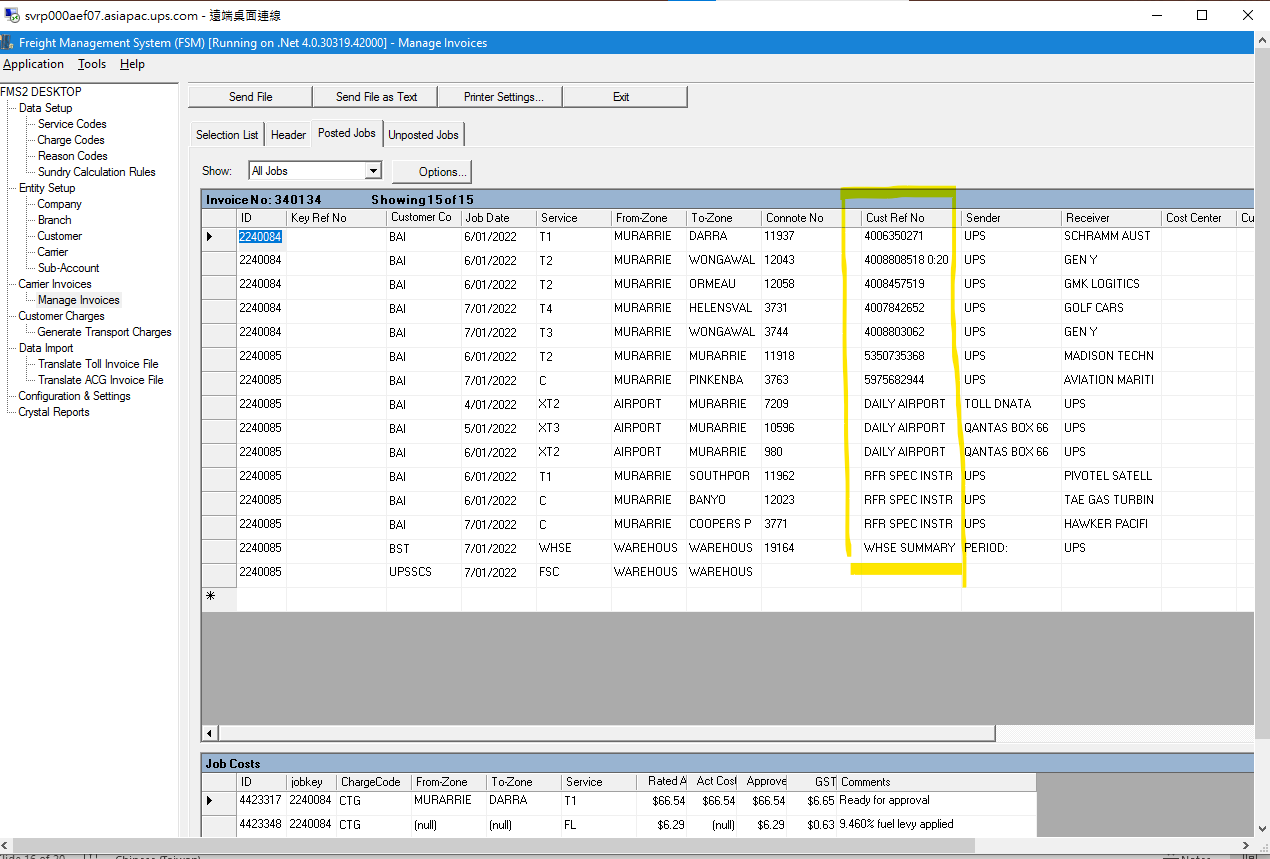 svrp000aef07.asiapac.ups.com - 遠端桌面連線
Freight Management System (FSM) [Running on .Net 4.0.30319.42000] - Manage Invoices
Application Tools Help
FMS2 DESKTOP
Data Setup
Service Codes
Charge Codes
Reason Codes
Sundry Calculation Rules
Entity Setup
Company
Branch
Customer
Carrier
Sub-Account
Carrier Invoices
Manage Invoices
Customer Charges
Generate Transport Charges
Data Import
Translate Toll Invoice File
Translate ACG Invoice File
Configuration & Settings
Crystal Reports
Send File Send File as Text Printer Settings... Exit
Selection List Header Posted Jobs Unposted Jobs
Show: All Jobs Options...
Invoice No: 340134 Showing 15 of 15
ID Key Ref No Customer Co Job Date Service From-Zone To-Zone Connote No Cust Ref No Sender Receiver Cost Center Cu
2240084 BAI 6/01/2022 T1 MURARRIE DARRA 11937 4006350271 UPS SCHRAMM AUST
2240084 BAI 6/01/2022 T2 MURARRIE WONGAWAL 12043 4008808518 0:20 UPS GEN Y
2240084 BAI 6/01/2022 T2 MURARRIE ORMEAU 12058 4008457519 UPS GMK LOGITICS
2240084 BAI 7/01/2022 T4 MURARRIE HELENSVAL 3731 4007842652 UPS GOLF CARS
2240084 BAI 7/01/2022 T3 MURARRIE WONGAWAL 3744 4008803062 UPS GEN Y
2240085 BAI 6/01/2022 T2 MURARRIE MURARRIE 11918 5350735368 UPS MADISON TECHN
2240085 BAI 7/01/2022 C MURARRIE PINKENBA 3763 5975682944 UPS AVIATION MARITI
2240085 BAI 4/01/2022 XT2 AIRPORT MURARRIE 7209 DAILY AIRPORT TOLL DNATA UPS
2240085 BAI 5/01/2022 XT3 AIRPORT MURARRIE 10596 DAILY AIRPORT QANTAS BOX 66 UPS
2240085 BAI 6/01/2022 XT2 AIRPORT MURARRIE 980 DAILY AIRPORT QANTAS BOX 66 UPS
2240085 BAI 6/01/2022 T1 MURARRIE SOUTHPOR 11962 RFR SPEC INSTR UPS PIVOTEL SATELL
2240085 BAI 6/01/2022 C MURARRIE BANYO 12023 RFR SPEC INSTR UPS TAE GAS TURBIN
2240085 BAI 7/01/2022 C MURARRIE COOPERS P 3771 RFR SPEC INSTR UPS HAWKER PACIFI
2240085 BST 7/01/2022 WHSE WAREHOUS WAREHOUS 19164 WHSE SUMMARY PERIOD: UPS
2240085 UPSSCS 7/01/2022 FSC WAREHOUS WAREHOUS
Job Costs
ID jobkey ChargeCode From-Zone To-Zone Service Rated A Act Cost Approve GST Comments
4423317 2240084 CTG MURARRIE DARRA T1 $66.54 $66.54 $66.54 $6.65 Ready for approval
4423348 2240084 CTG (null) (null) FL $6.29 (null) $6.29 $0.63 9.460% fuel levy applied